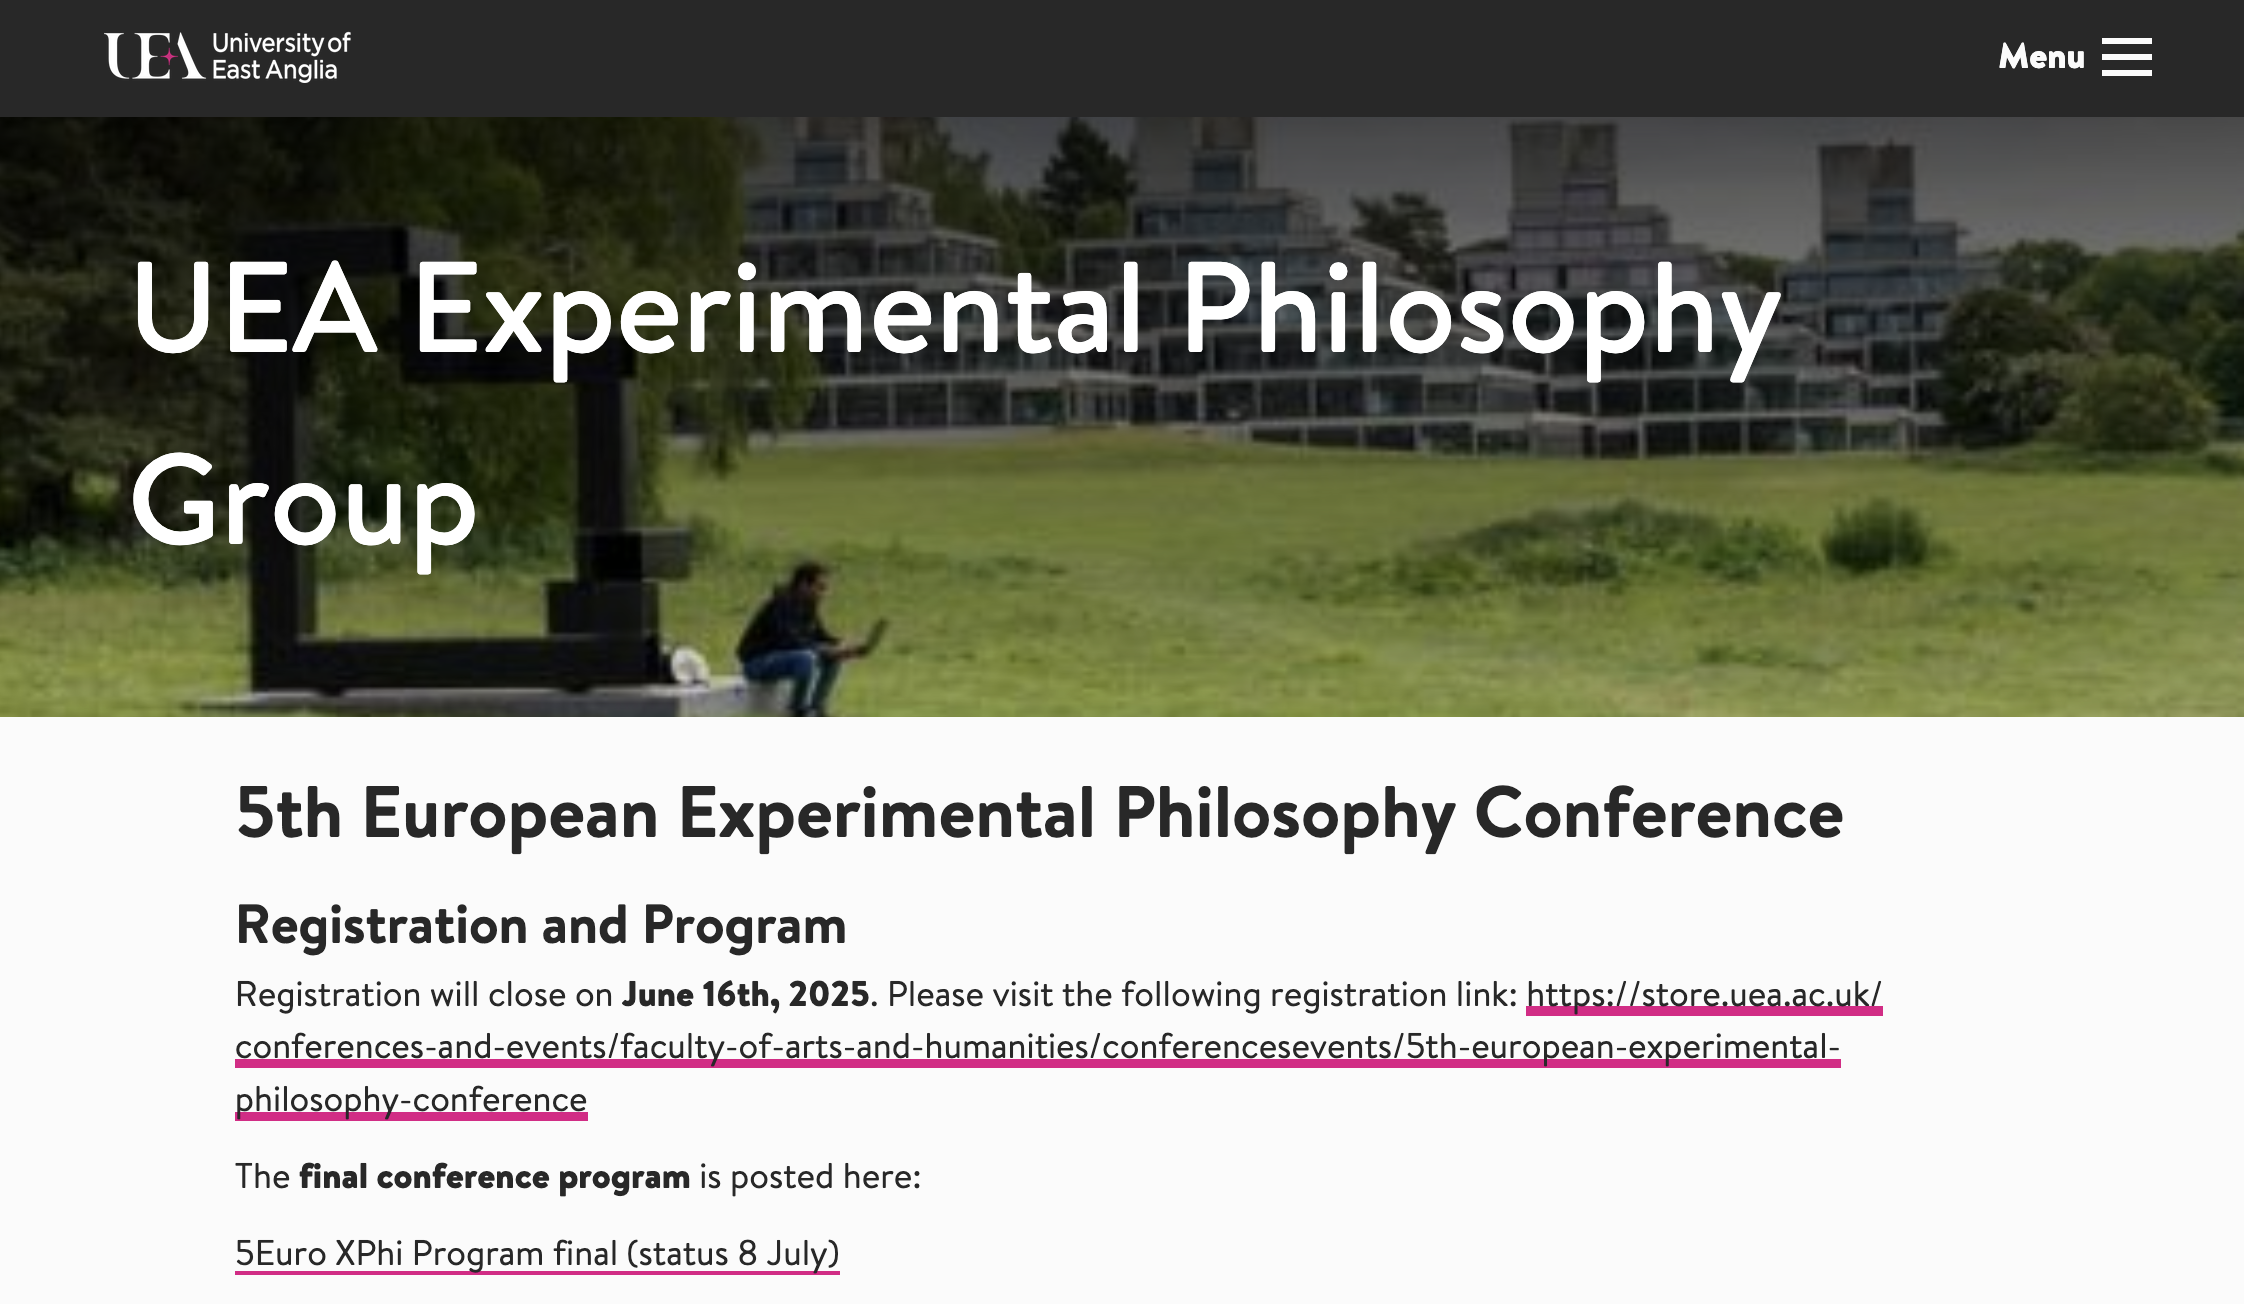 UEA University of
East Anglia
Menu
UEA Experimental Philosophy
Group
5th European Experimental Philosophy Conference
Registration and Program
Registration will close on June 16th, 2025. Please visit the following registration link: https://store.uea.ac.uk/
conferences-and-events/faculty-of-arts-and-humanities/conferencesevents/5th-european-experimental-
philosophy-conference
The final conference program is posted here:
5Euro XPhi Program final (status 8 July)